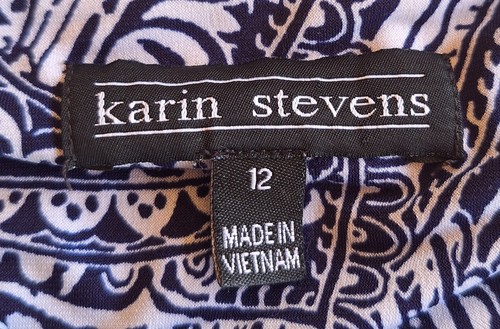 karin stevens
12
MADE IN
VIETNAM